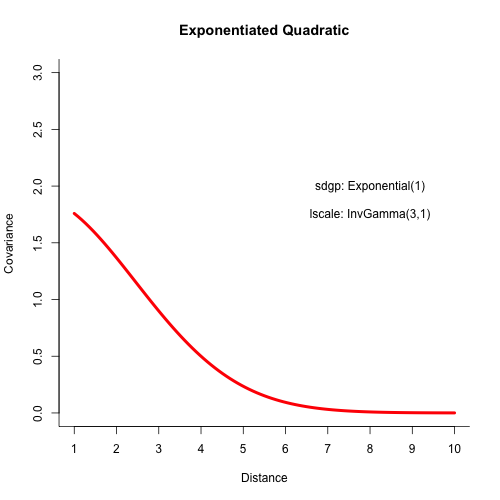 Exponentiated Quadratic
3.0
2.5
2.0
1.5
1.0
0.5
0.0
Covariance
sdgp: Exponential(1)
lscale: InvGamma(3,1)
1 2 3 4 5 6 7 8 9 10
Distance